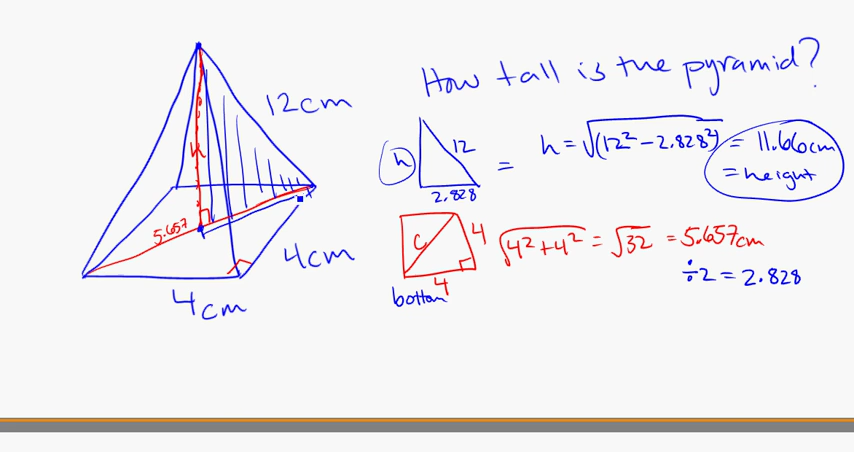 How tall is the pyramid?
12cm
h
5.657
4cm
4cm
h
12
2.828
= h = √(12² - 2.828²) = 11.66cm
= height
c
4
4
bottom
√4² + 4² = √32 = 5.657cm
÷2 = 2.828